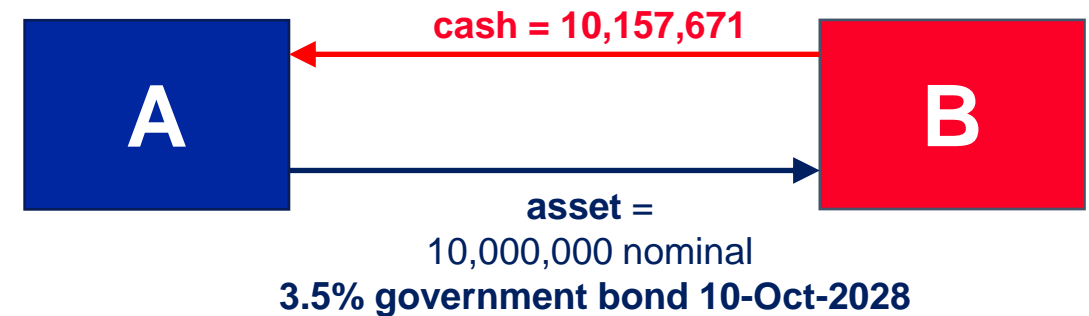 cash = 10,157,671
A
B
asset =
10,000,000 nominal
3.5% government bond 10-Oct-2028